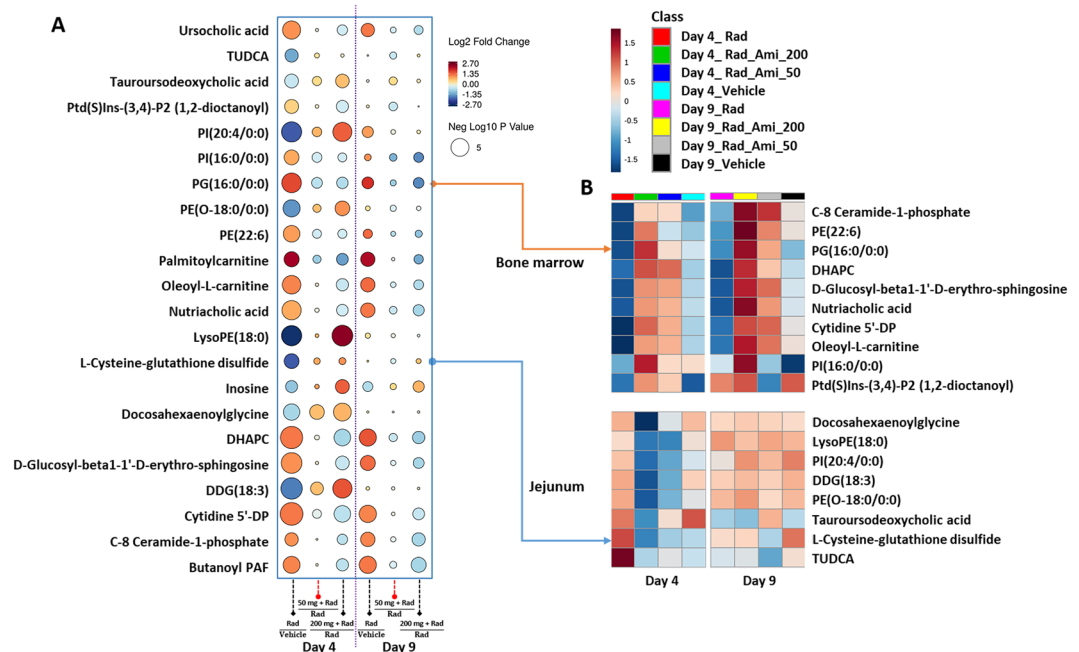 A
Ursocholic acid
TUDCA
Tauroursodeoxycholic acid
Ptd(S)Ins-(3,4)-P2 (1,2-dioctanoyl)
PI(20:4/0:0)
PI(16:0/0:0)
PG(16:0/0:0)
PE(O-18:0/0:0)
PE(22:6)
Palmitoylcarnitine
Oleoyl-L-carnitine
Nutriacholic acid
LysoPE(18:0)
L-Cysteine-glutathione disulfide
Inosine
Docosahexaenoylglycine
DHAPC
D-Glucosyl-beta1-1'-D-erythro-sphingosine
DDG(18:3)
Cytidine 5'-DP
C-8 Ceramide-1-phosphate
Butanoyl PAF
50 mg + Rad
Rad
50 mg + Rad
Rad
Rad
Vehicle
200 mg + Rad
Rad
Rad
Vehicle
200 mg + Rad
Rad
Day 4
Day 9
Log2 Fold Change
2.70
1.35
0.00
-1.35
-2.70
Neg Log10 P Value
5
Bone marrow
Jejunum
1.5
1
0.5
0
-0.5
-1
-1.5
Class
Day 4_ Rad
Day 4_ Rad_Ami_200
Day 4_ Rad_Ami_50
Day 4_Vehicle
Day 9_Rad
Day 9_Rad_Ami_200
Day 9_Rad_Ami_50
Day 9_Vehicle
B
C-8 Ceramide-1-phosphate
PE(22:6)
PG(16:0/0:0)
DHAPC
D-Glucosyl-beta1-1'-D-erythro-sphingosine
Nutriacholic acid
Cytidine 5'-DP
Oleoyl-L-carnitine
PI(16:0/0:0)
Ptd(S)Ins-(3,4)-P2 (1,2-dioctanoyl)
Docosahexaenoylglycine
LysoPE(18:0)
PI(20:4/0:0)
DDG(18:3)
PE(O-18:0/0:0)
Tauroursodeoxycholic acid
L-Cysteine-glutathione disulfide
TUDCA
Day 4
Day 9